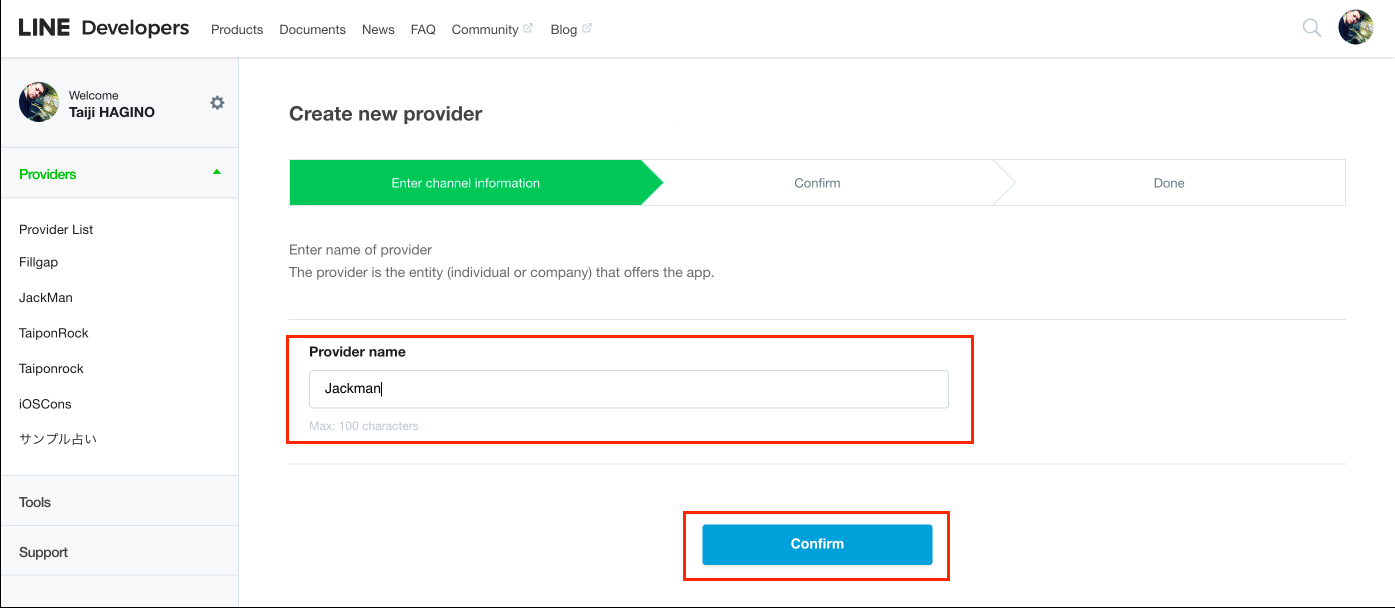 LINE Developers
Products Documents News FAQ Community Blog
Welcome
Taiji HAGINO
Providers
Provider List
Fillgap
JackMan
TaiponRock
Taiponrock
iOSCons
サンプル占い
Tools
Support
Create new provider
Enter channel information Confirm Done
Enter name of provider
The provider is the entity (individual or company) that offers the app.
Provider name
Jackman
Max: 100 characters
Confirm